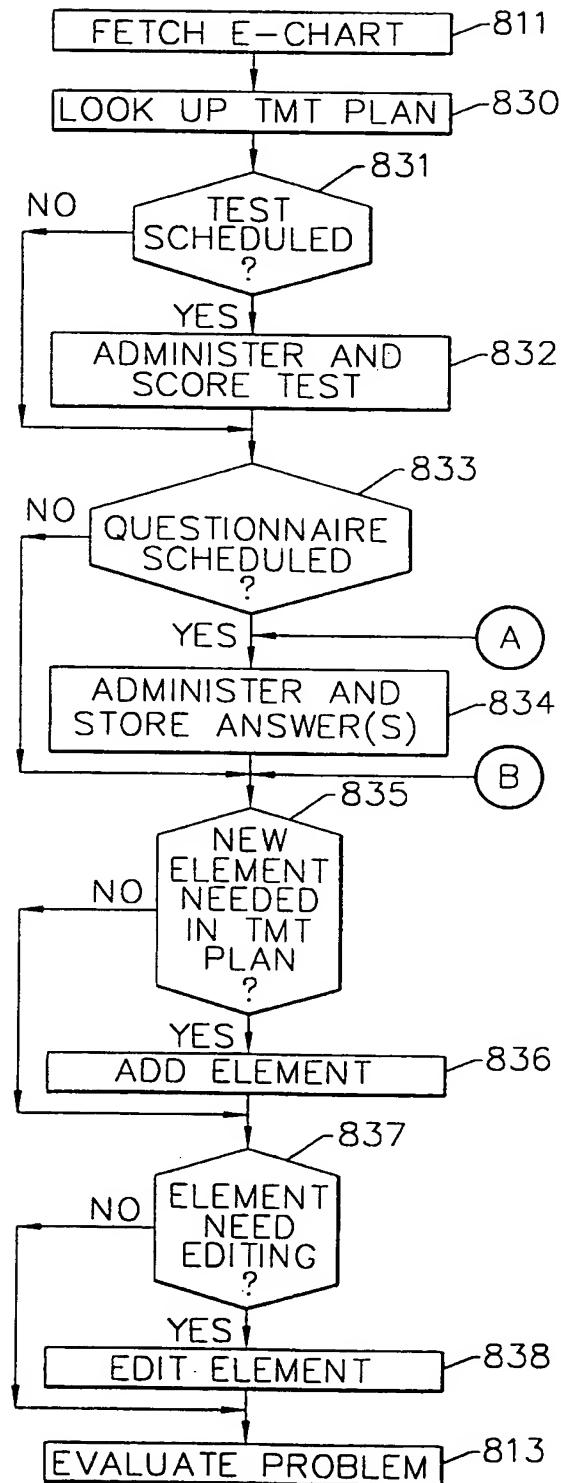 FETCH E-CHART 811
LOOK UP TMT PLAN 830
831
NO
TEST
SCHEDULED
?
YES
ADMINISTER AND
SCORE TEST
832
833
NO
QUESTIONNAIRE
SCHEDULED
?
YES
A
ADMINISTER AND
STORE ANSWER(S)
834
B
835
NEW
ELEMENT
NEEDED
IN TMT
PLAN
?
NO
YES
ADD ELEMENT 836
837
ELEMENT
NEED
EDITING
?
NO
YES
EDIT ELEMENT 838
EVALUATE PROBLEM 813